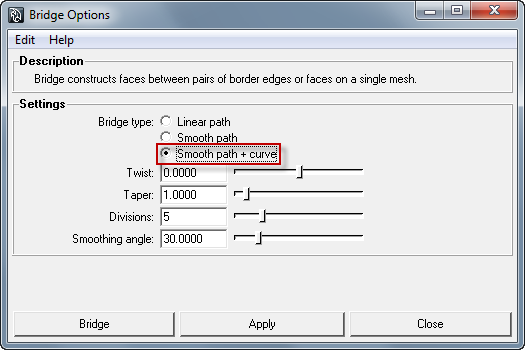 Bridge Options
Edit Help
Description
Bridge constructs faces between pairs of border edges or faces on a single mesh.
Settings
Bridge type: Linear path
Smooth path
Smooth path + curve
Twist: 0.0000
Taper: 1.0000
Divisions: 5
Smoothing angle: 30.0000
Bridge Apply Close